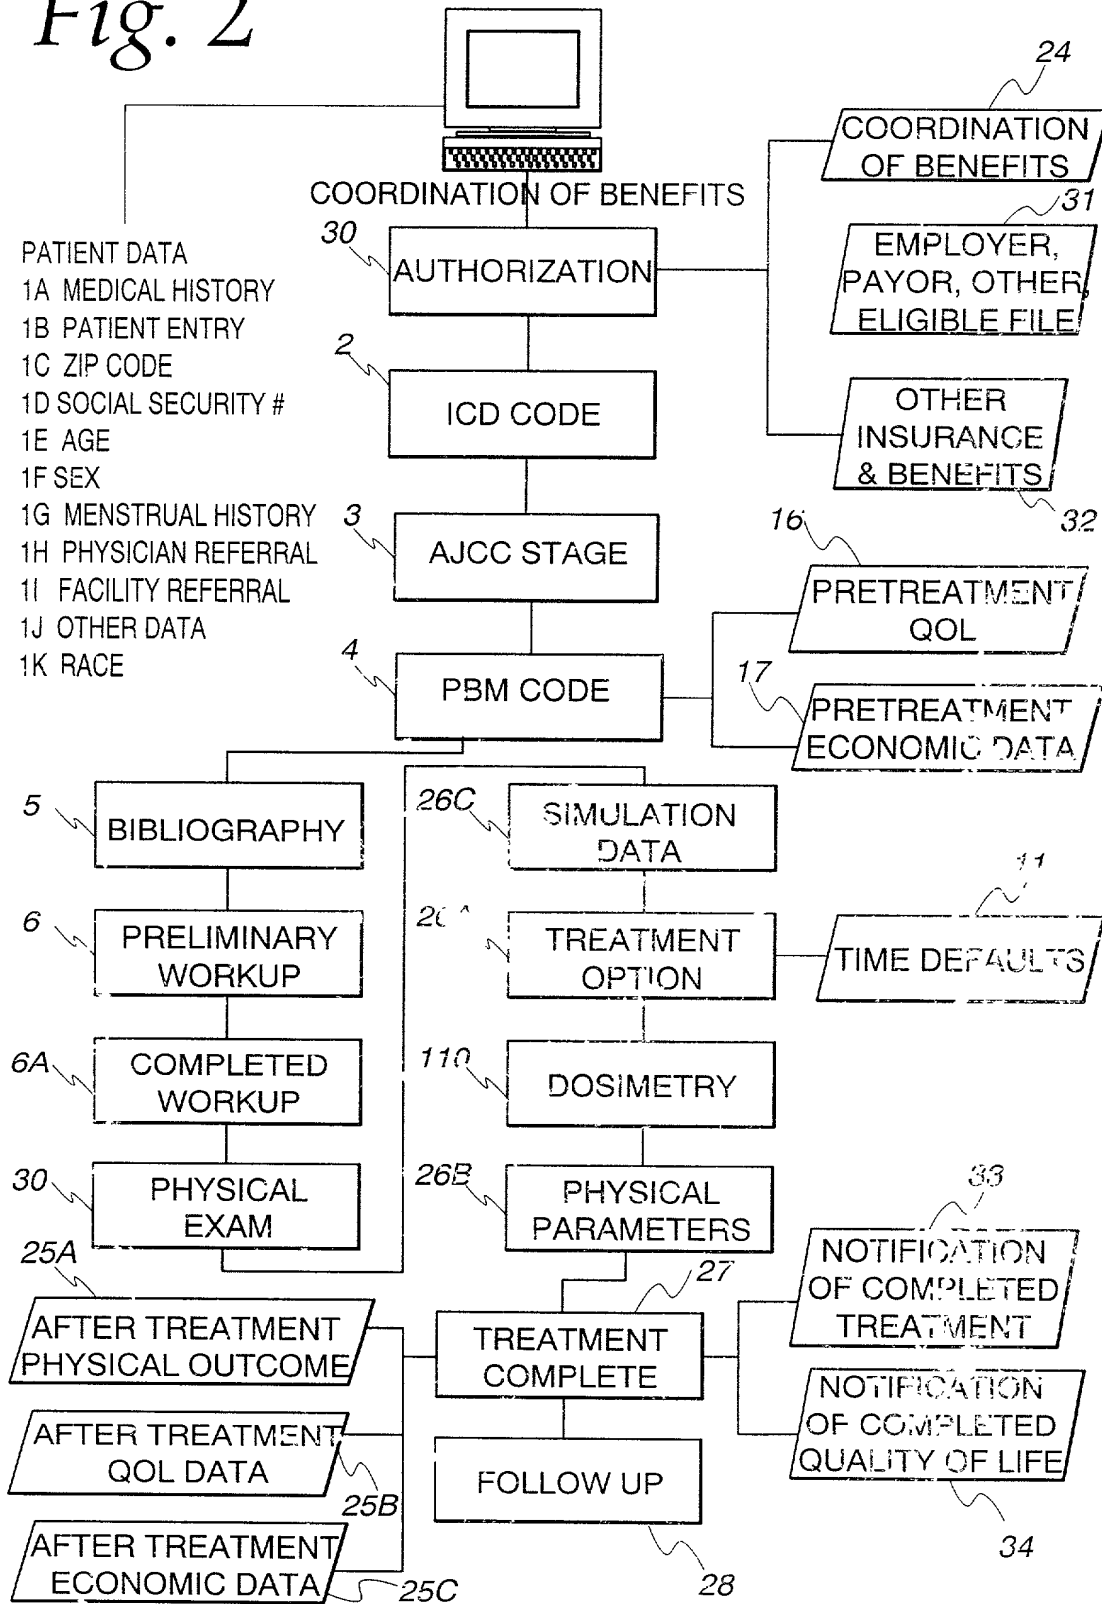 Fig. 2
24
COORDINATION
OF BENEFITS
COORDINATION OF BENEFITS
30
AUTHORIZATION
31
EMPLOYER,
PAYOR, OTHER,
ELIGIBLE FILE
PATIENT DATA
1A MEDICAL HISTORY
1B PATIENT ENTRY
1C ZIP CODE
1D SOCIAL SECURITY #
1E AGE
1F SEX
1G MENSTRUAL HISTORY
1H PHYSICIAN REFERRAL
1I FACILITY REFERRAL
1J OTHER DATA
1K RACE
2
ICD CODE
OTHER
INSURANCE
& BENEFITS
32
3
AJCC STAGE
16
PRETREATMENT
QOL
4
PBM CODE
17
PRETREATMENT
ECONOMIC DATA
5
BIBLIOGRAPHY
26C
SIMULATION
DATA
6
PRELIMINARY
WORKUP
26A
TREATMENT
OPTION
11
TIME DEFAULTS
6A
COMPLETED
WORKUP
110
DOSIMETRY
30
PHYSICAL
EXAM
26B
PHYSICAL
PARAMETERS
33
NOTIFICATION
OF COMPLETED
TREATMENT
25A
AFTER TREATMENT
PHYSICAL OUTCOME
27
TREATMENT
COMPLETE
NOTIFICATION
OF COMPLETED
QUALITY OF LIFE
34
AFTER TREATMENT
QOL DATA
25B
FOLLOW UP
28
AFTER TREATMENT
ECONOMIC DATA
25C